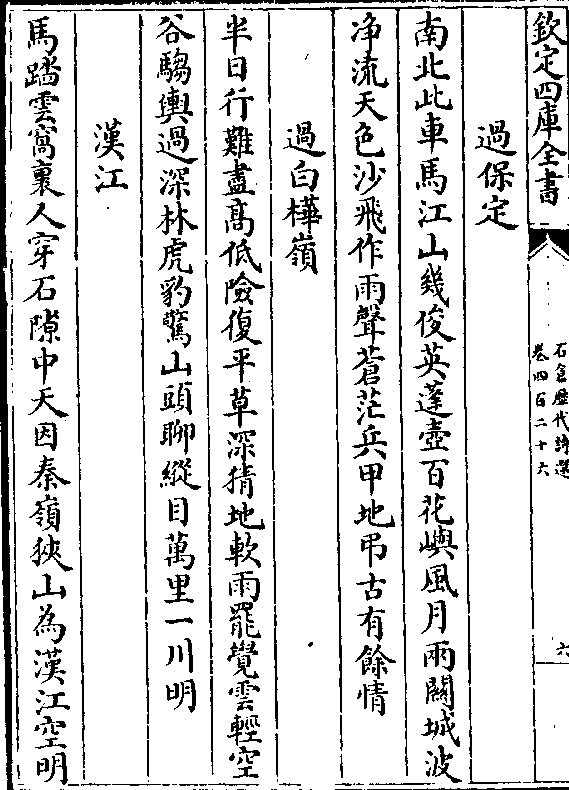 欽定四庫全書
石倉歷代詩選
卷四百二十六
六
過保定
南北此車馬江山幾俊英蓬壺百花嶼風月兩關城波
净流天色沙飛作雨聲蒼茫兵甲地弔古有餘情
過白樺嶺
半日行難盡高低險復平草深猜地軟雨罷覺雲輕空
谷騶輿過深林虎豹驚山頭聊縱目萬里一川明
漢江
馬踏雲窩裏人穿石隙中天因秦嶺狹山為漢江空明